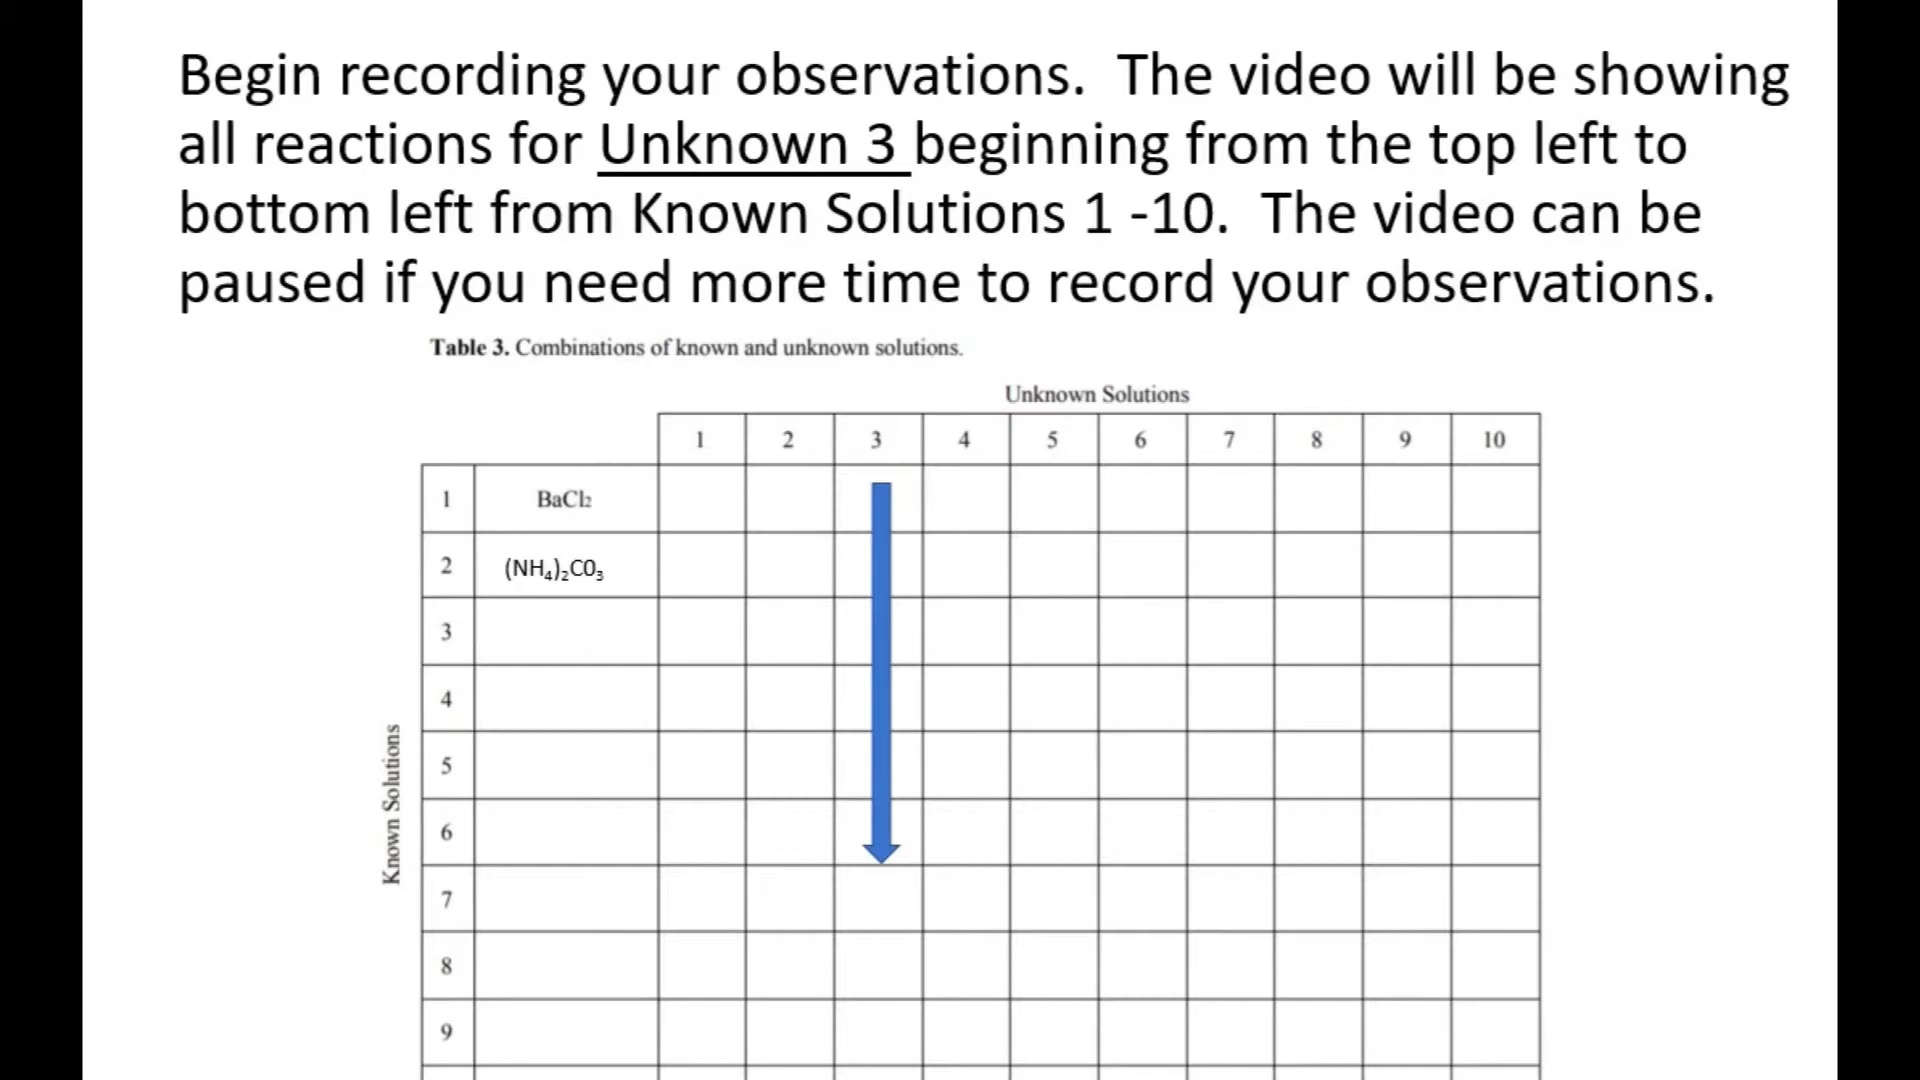 Begin recording your observations. The video will be showing
all reactions for Unknown 3 beginning from the top left to
bottom left from Known Solutions 1 -10. The video can be
paused if you need more time to record your observations.
Table 3. Combinations of known and unknown solutions.
Unknown Solutions
1 2 3 4 5 6 7 8 9 10
Known Solutions
1 BaCl₂
2 (NH₄)₂CO₃
3
4
5
6
7
8
9